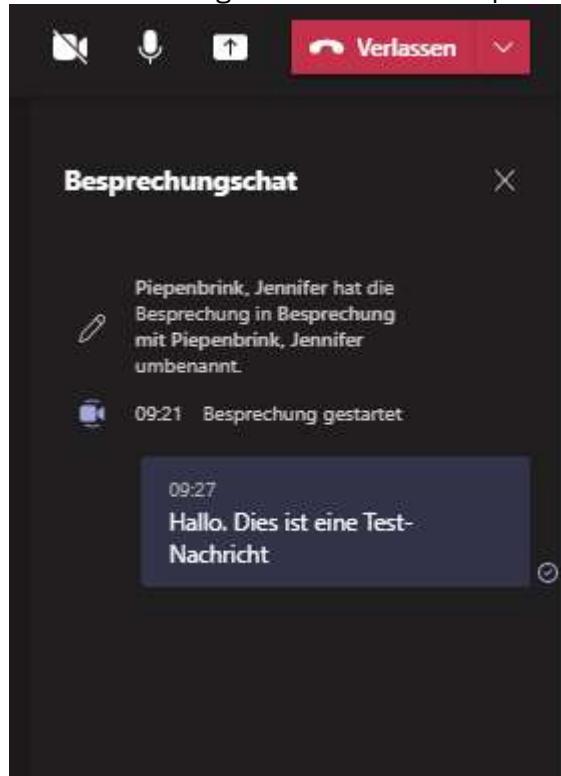 Verlassen
Besprechungschat
Piepenbrink, Jennifer hat die
Besprechung in Besprechung
mit Piepenbrink, Jennifer
umbenannt.
09:21 Besprechung gestartet
09:27
Hallo. Dies ist eine Test-
Nachricht